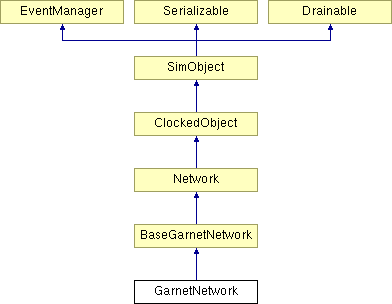 EventManager
Serializable
Drainable
SimObject
ClockedObject
Network
BaseGarnetNetwork
GarnetNetwork